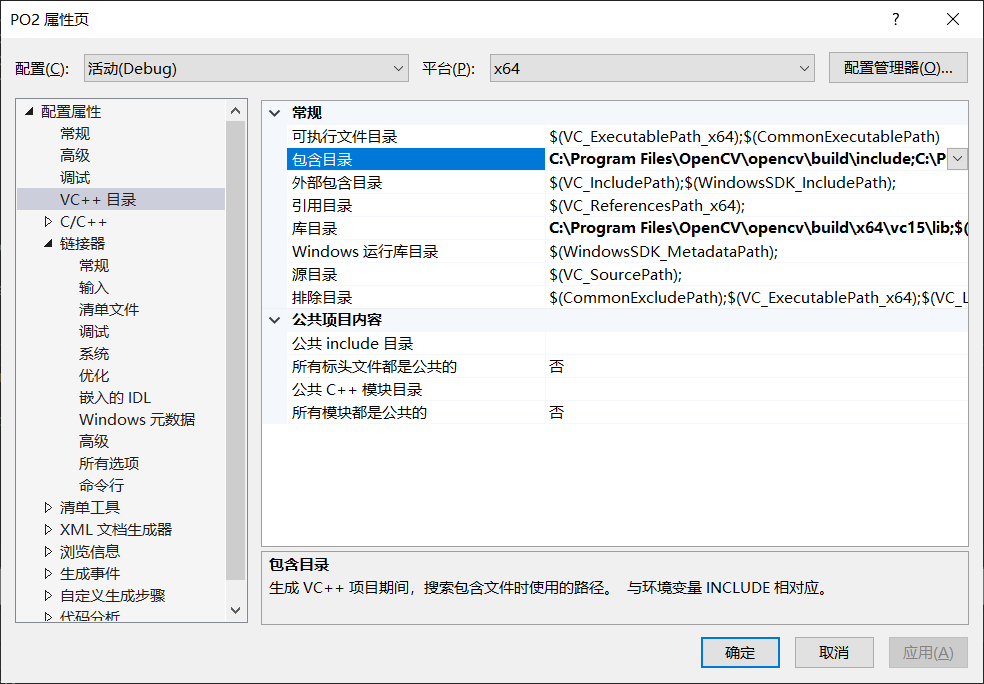 PO2 属性页
?
配置(C):
活动(Debug)
平台(P):
x64
配置管理器(O)...
配置属性
常规
高级
调试
VC++ 目录
C/C++
链接器
常规
输入
清单文件
调试
系统
优化
嵌入的 IDL
Windows 元数据
高级
所有选项
命令行
清单工具
XML 文档生成器
浏览信息
生成事件
自定义生成步骤
代码分析
常规
可执行文件目录 $(VC_ExecutablePath_x64);$(CommonExecutablePath)
包含目录 C:\Program Files\OpenCV\opencv\build\include;C:\P
外部包含目录 $(VC_IncludePath);$(WindowsSDK_IncludePath);
引用目录 $(VC_ReferencesPath_x64);
库目录 C:\Program Files\OpenCV\opencv\build\x64\vc15\lib;$(
Windows 运行库目录 $(WindowsSDK_MetadataPath);
源目录 $(VC_SourcePath);
排除目录 $(CommonExcludePath);$(VC_ExecutablePath_x64);$(VC_L
公共项目内容
公共 include 目录
所有标头文件都是公共的 否
公共 C++ 模块目录
所有模块都是公共的 否
包含目录
生成 VC++ 项目期间，搜索包含文件时使用的路径。 与环境变量 INCLUDE 相对应。
确定
取消
应用(A)